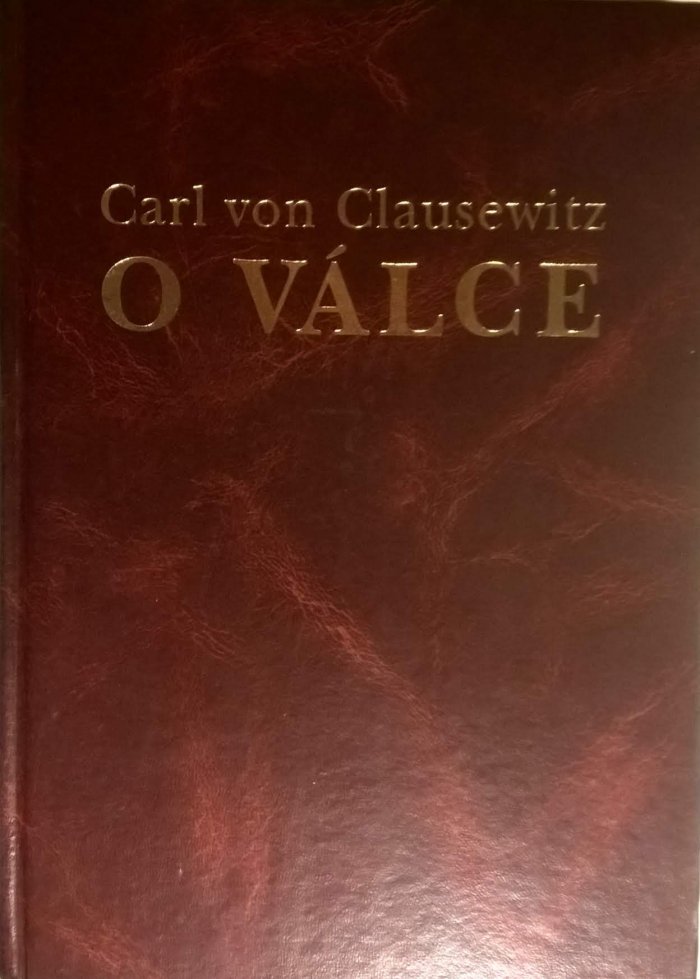 Carl von Clausewitz
O VÁLCE